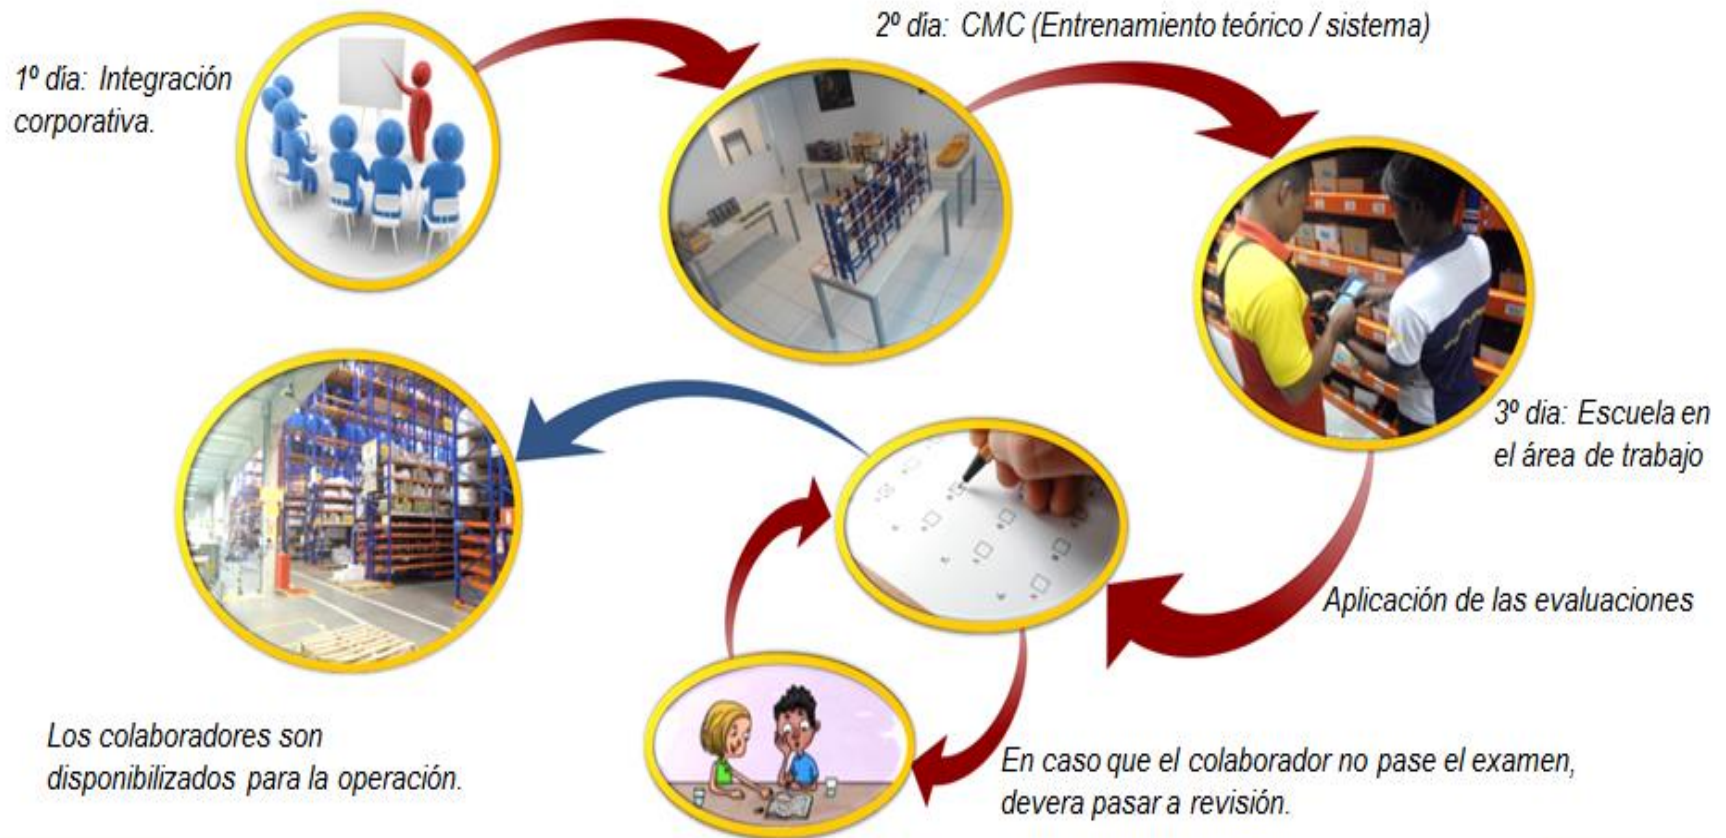 1º día: Integración
corporativa.
2º día: CMC (Entrenamiento teórico / sistema)
3º dia: Escuela en
el área de trabajo
Aplicación de las evaluaciones
En caso que el colaborador no pase el examen,
devera pasar a revisión.
Los colaboradores son
disponibilizados para la operación.